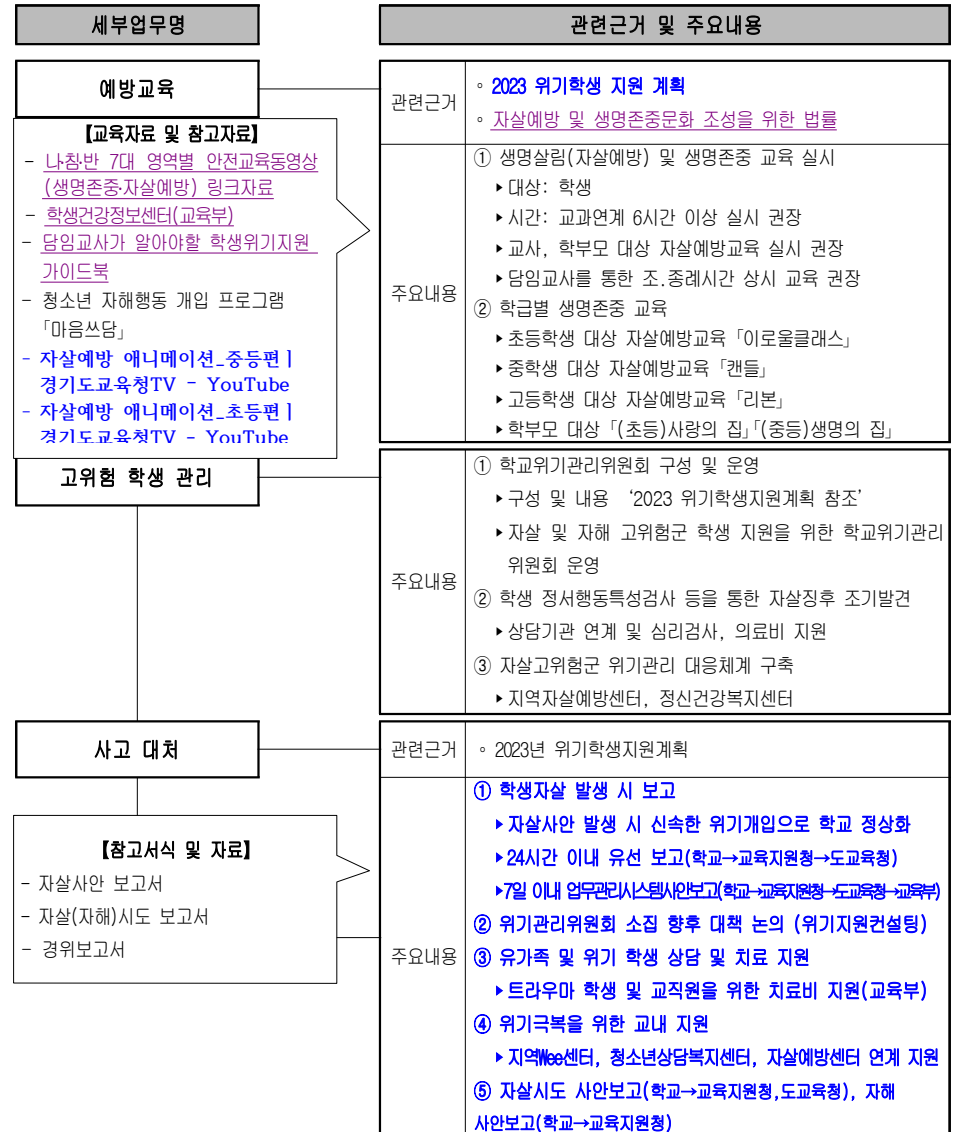 세부업무명
관련근거 및 주요내용
예방교육
【교육자료 및 참고자료】
- 나침반 7대 영역별 안전교육동영상
(생명존중·자살예방) 링크자료
- 학생건강정보센터(교육부)
- 담임교사가 알아야할 학생위기지원
가이드북
- 청소년 자해행동 개입 프로그램
「마음쓰담」
- 자살예방 애니메이션_중등편ㅣ
경기도교육청TV - YouTube
- 자살예방 애니메이션_초등편ㅣ
경기도교육청TV - YouTube
관련근거
◦ 2023 위기학생 지원 계획
◦ 자살예방 및 생명존중문화 조성을 위한 법률
주요내용
① 생명살림(자살예방) 및 생명존중 교육 실시
▸대상: 학생
▸시간: 교과연계 6시간 이상 실시 권장
▸교사, 학부모 대상 자살예방교육 실시 권장
▸담임교사를 통한 조.종례시간 상시 교육 권장
② 학급별 생명존중 교육
▸초등학생 대상 자살예방교육「이로울클래스」
▸중학생 대상 자살예방교육「캔들」
▸고등학생 대상 자살예방교육「리본」
▸학부모 대상「(초등)사랑의 집」「(중등)생명의 집」
고위험 학생 관리
주요내용
① 학교위기관리위원회 구성 및 운영
▸구성 및 내용 ‘2023 위기학생지원계획 참조’
▸자살 및 자해 고위험군 학생 지원을 위한 학교위기관리
위원회 운영
② 학생 정서행동특성검사 등을 통한 자살징후 조기발견
▸상담기관 연계 및 심리검사, 의료비 지원
③ 자살고위험군 위기관리 대응체계 구축
▸지역자살예방센터, 정신건강복지센터
사고 대처
【참고서식 및 자료】
- 자살사안 보고서
- 자살(자해)시도 보고서
- 경위보고서
관련근거
◦ 2023년 위기학생지원계획
주요내용
① 학생자살 발생 시 보고
▸자살사안 발생 시 신속한 위기개입으로 학교 정상화
▸24시간 이내 유선 보고(학교→교육지원청→도교육청)
▸7일 이내 업무관리시스템사안보고(학교→교육지원청→도교육청→교육부)
② 위기관리위원회 소집 향후 대책 논의 (위기지원컨설팅)
③ 유가족 및 위기 학생 상담 및 치료 지원
▸트라우마 학생 및 교직원을 위한 치료비 지원(교육부)
④ 위기극복을 위한 교내 지원
▸지역Wee센터, 청소년상담복지센터, 자살예방센터 연계 지원
⑤ 자살시도 사안보고(학교→교육지원청,도교육청), 자해
사안보고(학교→교육지원청)